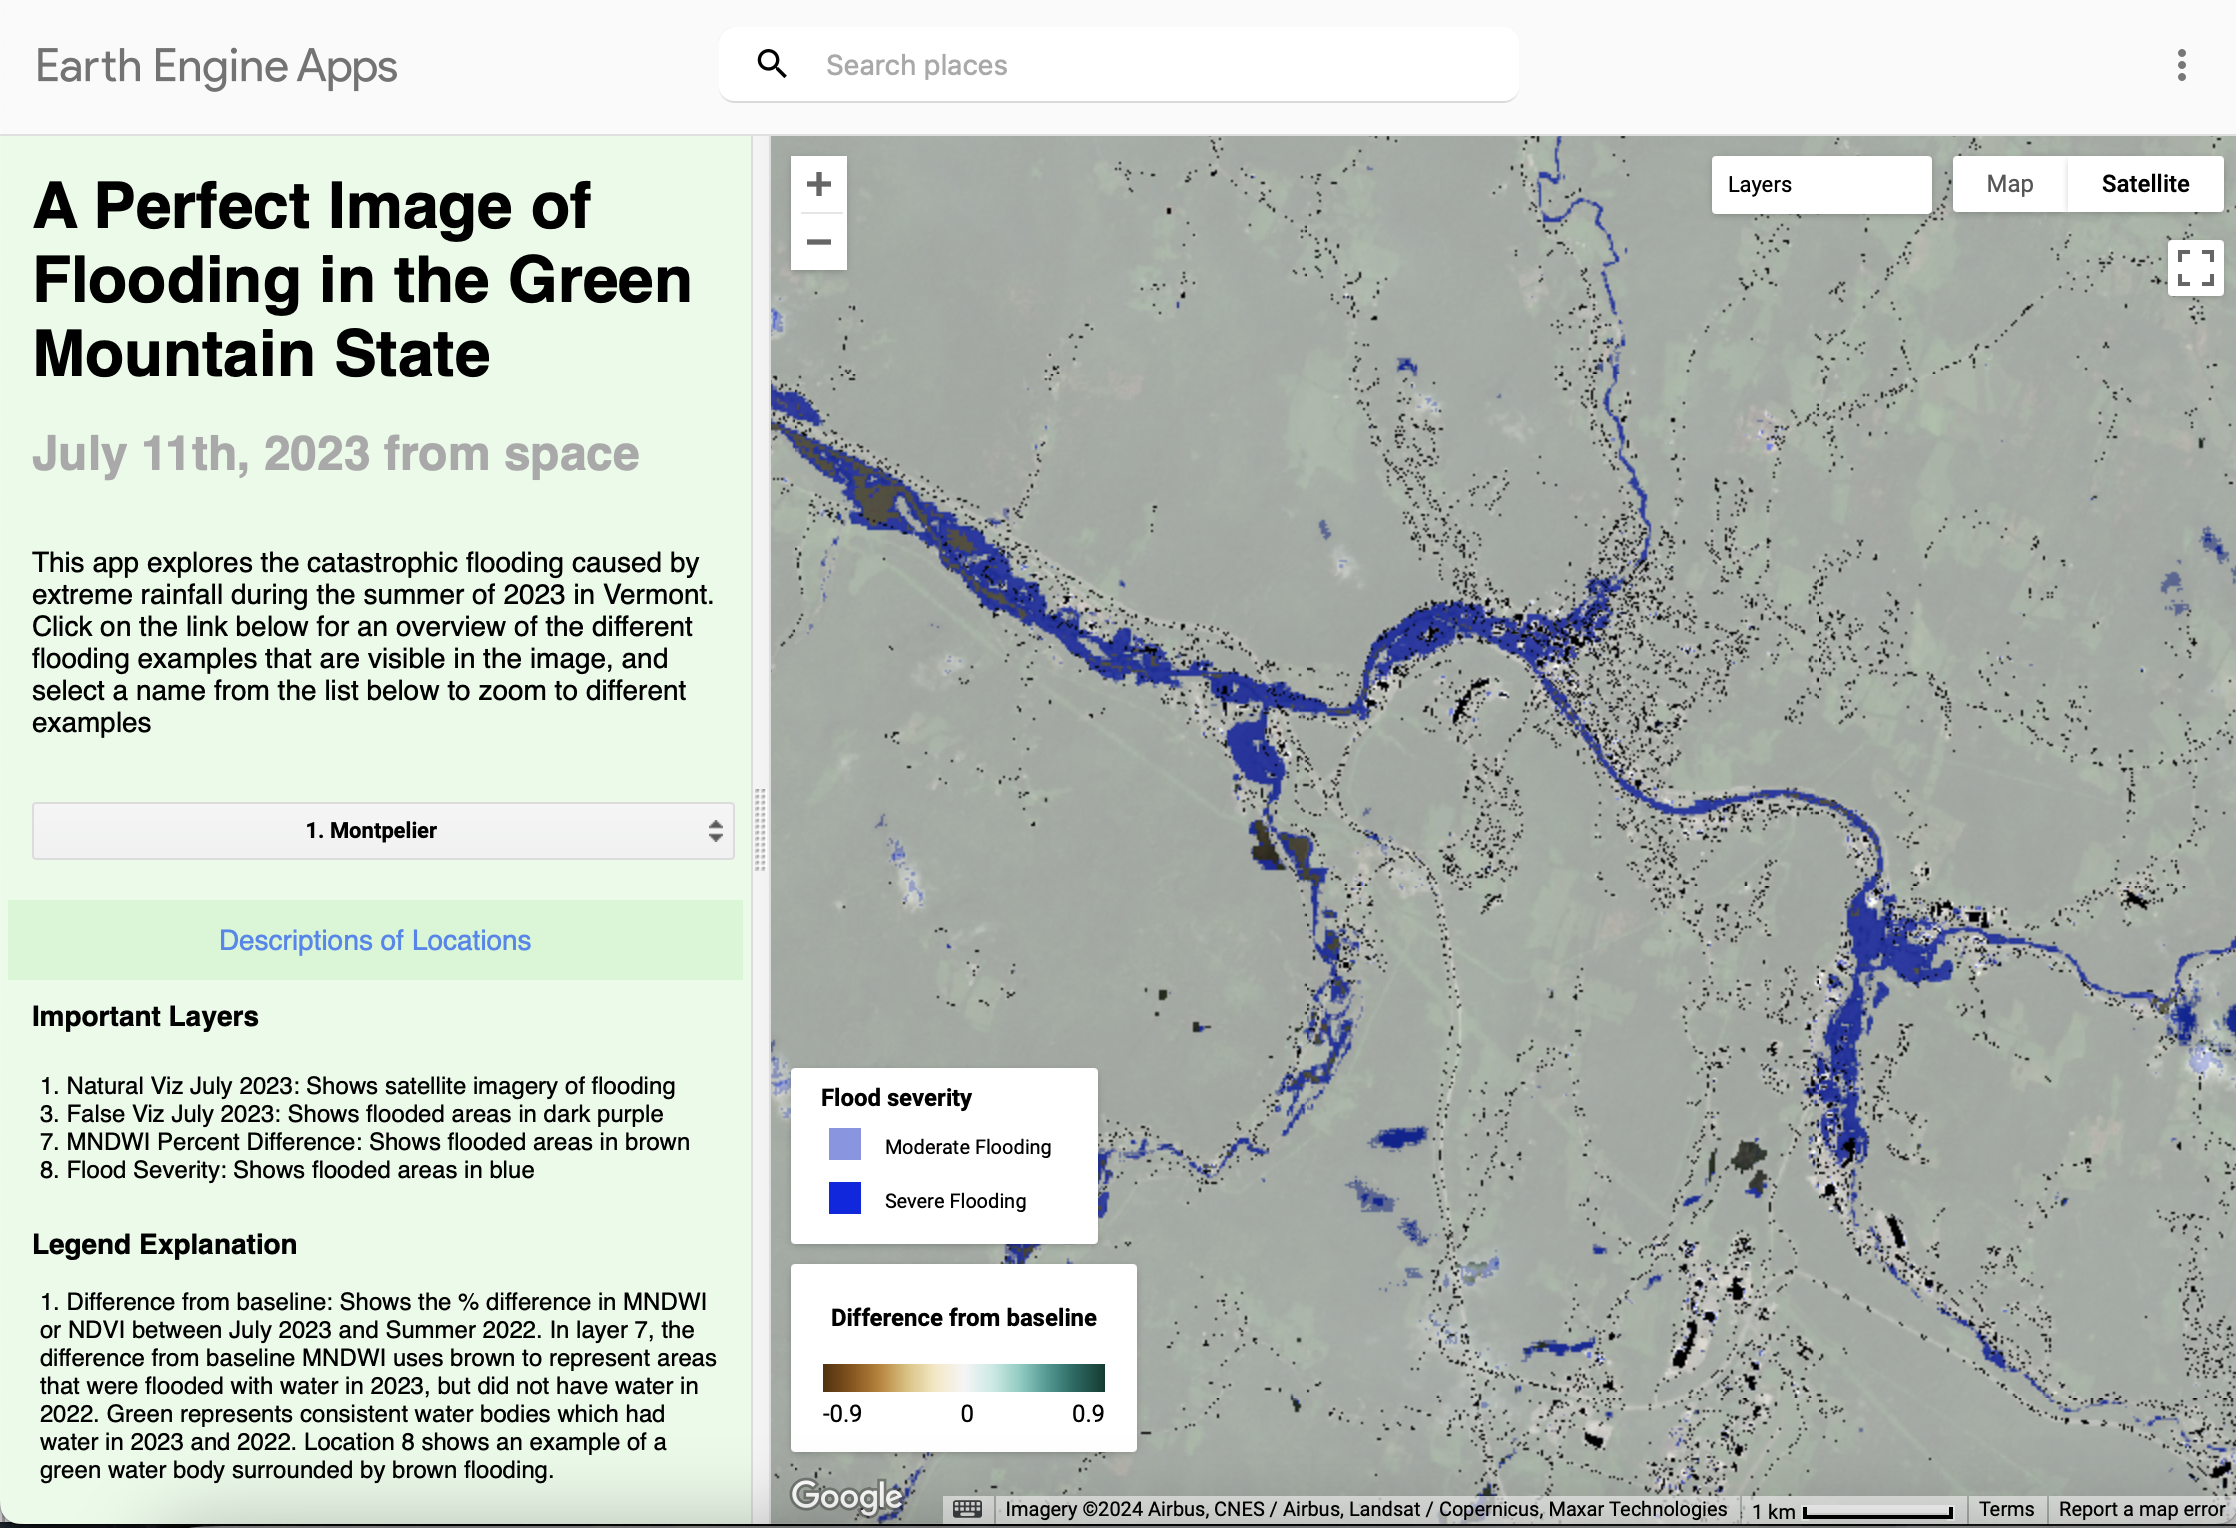 Earth Engine Apps
Search places
A Perfect Image of
Flooding in the Green
Mountain State
July 11th, 2023 from space
This app explores the catastrophic flooding caused by
extreme rainfall during the summer of 2023 in Vermont.
Click on the link below for an overview of the different
flooding examples that are visible in the image, and
select a name from the list below to zoom to different
examples
1. Montpelier
Descriptions of Locations
Important Layers
1. Natural Viz July 2023: Shows satellite imagery of flooding
3. False Viz July 2023: Shows flooded areas in dark purple
7. MNDWI Percent Difference: Shows flooded areas in brown
8. Flood Severity: Shows flooded areas in blue
Legend Explanation
1. Difference from baseline: Shows the % difference in MNDWI
or NDVI between July 2023 and Summer 2022. In layer 7, the
difference from baseline MNDWI uses brown to represent areas
that were flooded with water in 2023, but did not have water in
2022. Green represents consistent water bodies which had
water in 2023 and 2022. Location 8 shows an example of a
green water body surrounded by brown flooding.
+
−
Layers
Map
Satellite
Flood severity
Moderate Flooding
Severe Flooding
Difference from baseline
-0.9
0
0.9
Google
Imagery ©2024 Airbus, CNES / Airbus, Landsat / Copernicus, Maxar Technologies
1 km
Terms
Report a map error